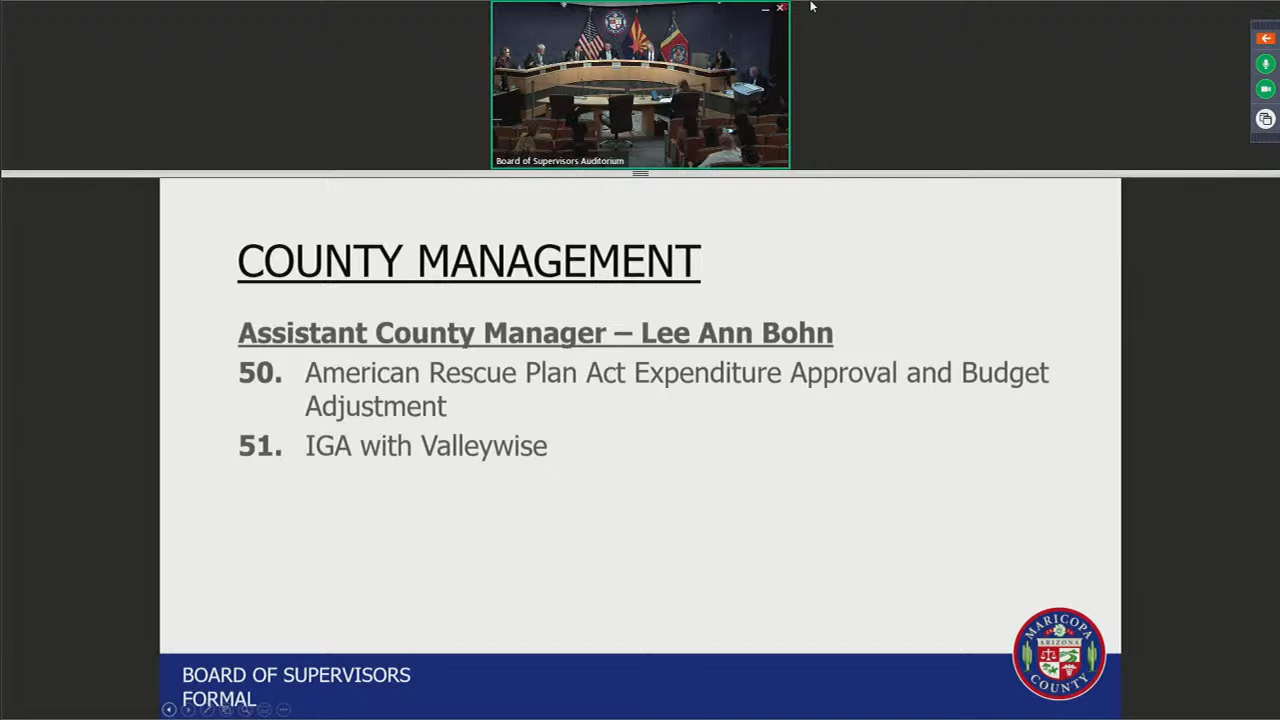 Board of Supervisors Auditorium
COUNTY MANAGEMENT
Assistant County Manager – Lee Ann Bohn
50. American Rescue Plan Act Expenditure Approval and Budget
Adjustment
51. IGA with Valleywise
BOARD OF SUPERVISORS
FORMAL
MARICOPA
ARIZONA
COUNTY